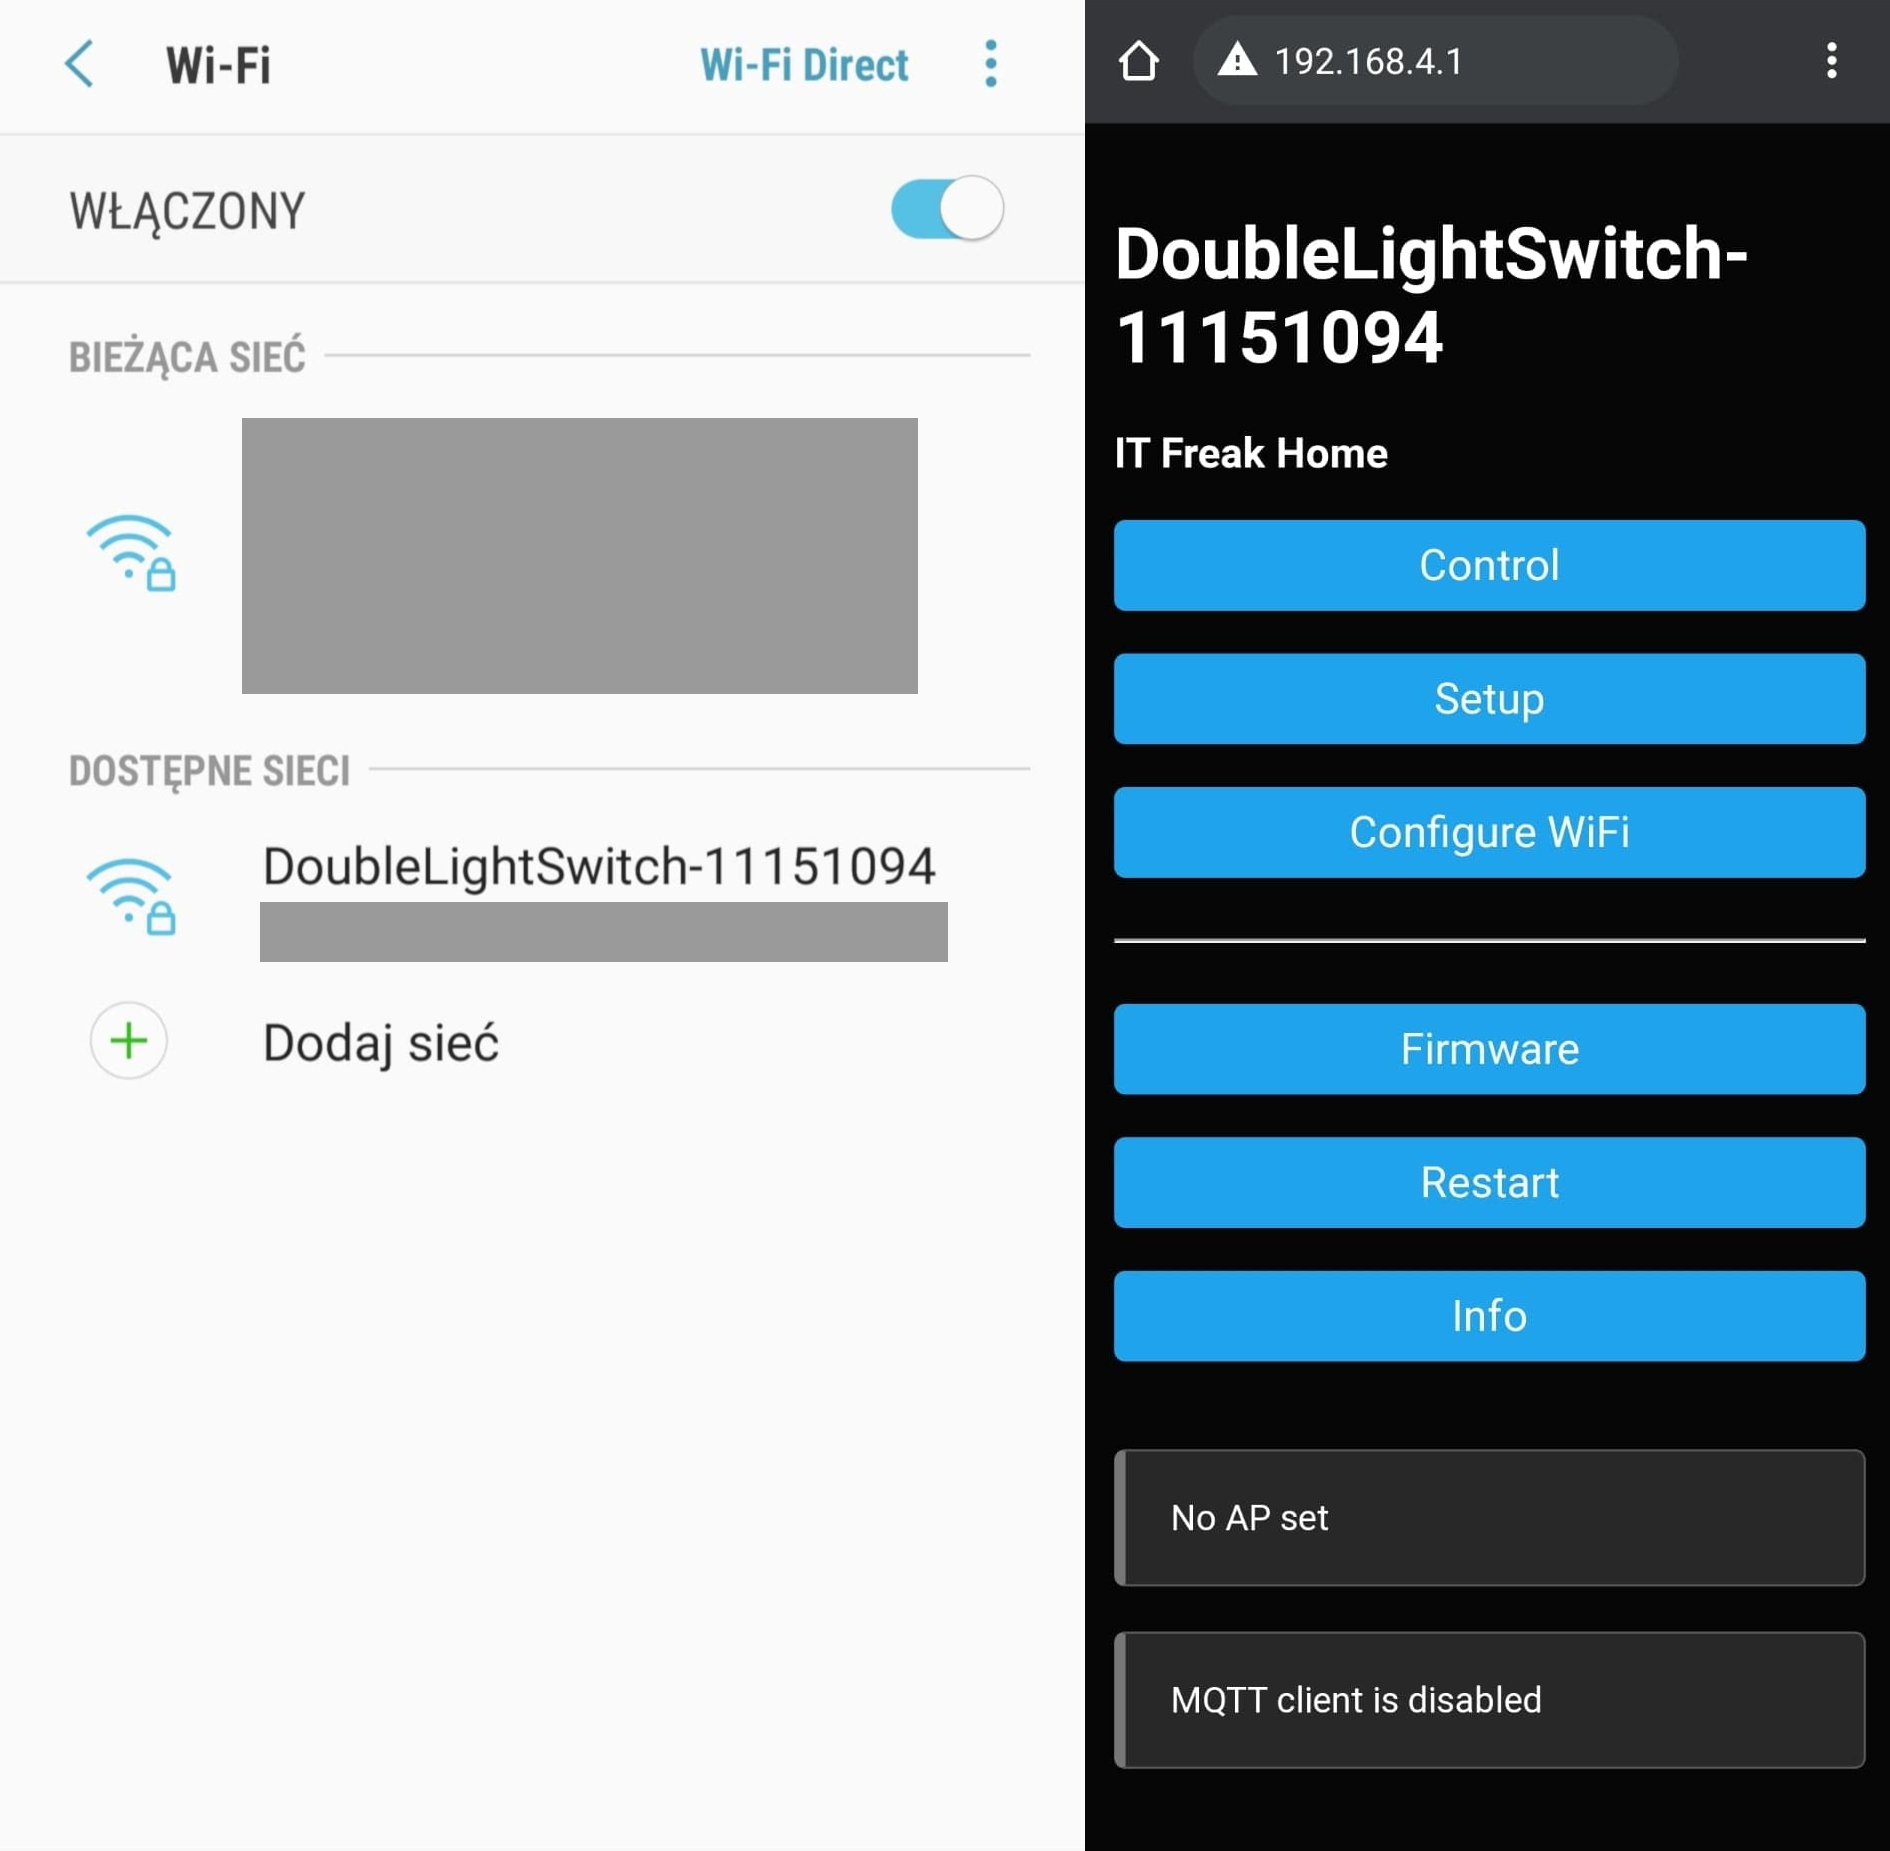 Wi-Fi
Wi-Fi Direct
WŁĄCZONY
BIEŻĄCA SIEĆ
DOSTĘPNE SIECI
DoubleLightSwitch-11151094
Dodaj sieć
192.168.4.1
DoubleLightSwitch-
11151094
IT Freak Home
Control
Setup
Configure WiFi
Firmware
Restart
Info
No AP set
MQTT client is disabled